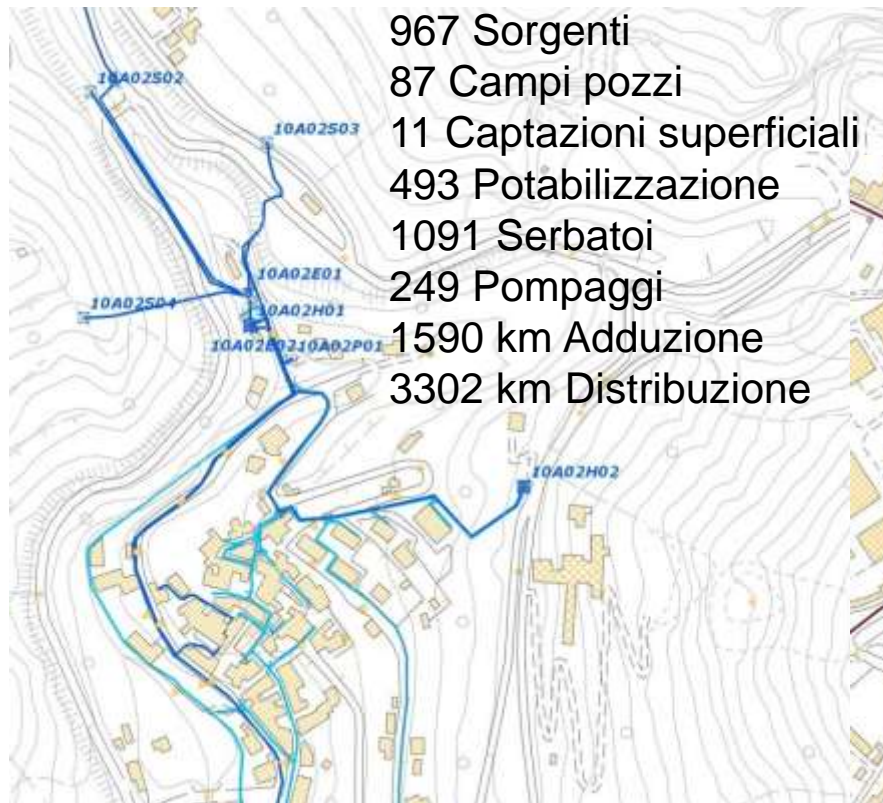 967 Sorgenti
87 Campi pozzi
10A02S02
11 Captazioni superficiali
10A02S03
493 Potabilizzazione
1091 Serbatoi
10A02E01
249 Pompaggi
10A02S04
10A02H01
1590 km Adduzione
10A02E02
10A02P01
3302 km Distribuzione
10A02H02